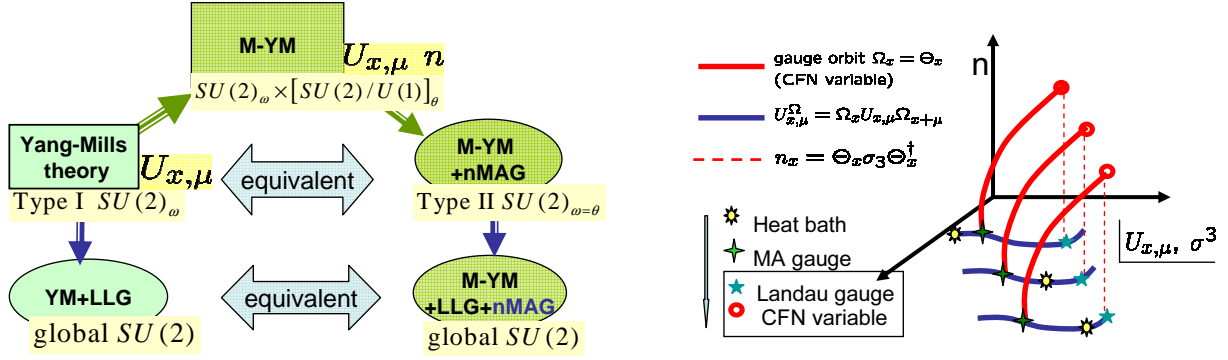 M-YM
U_{x,μ} n
SU(2)_ω × [SU(2)/U(1)]_θ
Yang-Mills
theory
U_{x,μ}
Type I SU(2)_ω
equivalent
M-YM
+nMAG
Type II SU(2)_{ω=θ}
YM+LLG
global SU(2)
equivalent
M-YM
+LLG+nMAG
global SU(2)
gauge orbit Ω_x = Θ_x
(CFN variable)
U^Ω_{x,μ} = Ω_x U_{x,μ} Ω_{x+μ}
n_x = Θ_x σ_3 Θ_x^†
Heat bath
MA gauge
Landau gauge
CFN variable
n
U_{x,μ}, σ^3